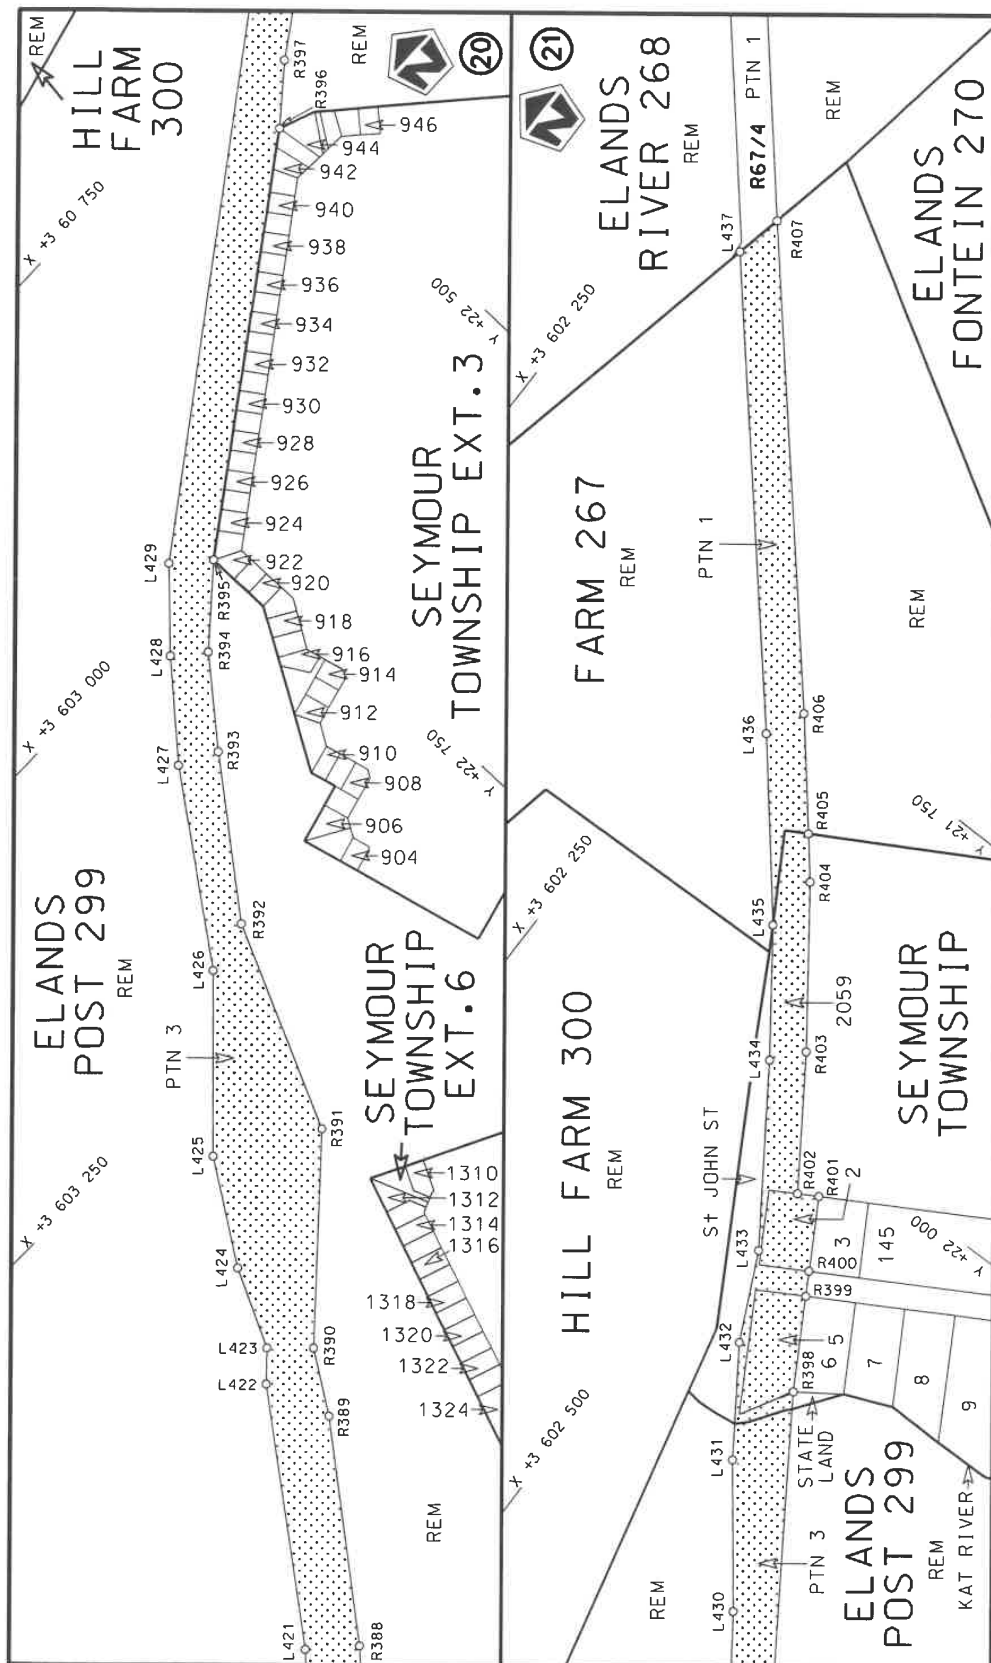 REM
HILL
FARM
300
REM
R397
R396
20
X +3 60 750
946
944
942
940
938
936
934
932
930
928
926
924
922
920
918
916
914
912
910
908
906
904
Y +22 500
SEYMOUR
TOWNSHIP EXT.3
Y +22 750
L429
L428
L427
R395
R394
R393
R392
X +3 603 000
ELANDS
POST 299
REM
L426
PTN 3
L425
L424
L423
L422
L421
R391
R390
R389
R388
X +3 603 250
SEYMOUR
TOWNSHIP
EXT.6
1310
1312
1314
1316
1318
1320
1322
1324
REM
21
ELANDS
RIVER 268
REM
PTN 1
R67/4
REM
L437
R407
ELANDS
FONTEIN 270
X +3 602 250
FARM 267
REM
PTN 1
REM
L436
R406
R405
R404
Y +21 750
L435
X +3 602 250
2059
L434
R403
SEYMOUR
TOWNSHIP
HILL FARM 300
REM
St JOHN ST
R402
R401
2
L433
3
145
R400
R399
Y +22 000
L432
5
6
7
8
9
R398
STATE
LAND
L431
X +3 602 500
ELANDS
POST 299
REM
KAT RIVER
PTN 3
L430
REM